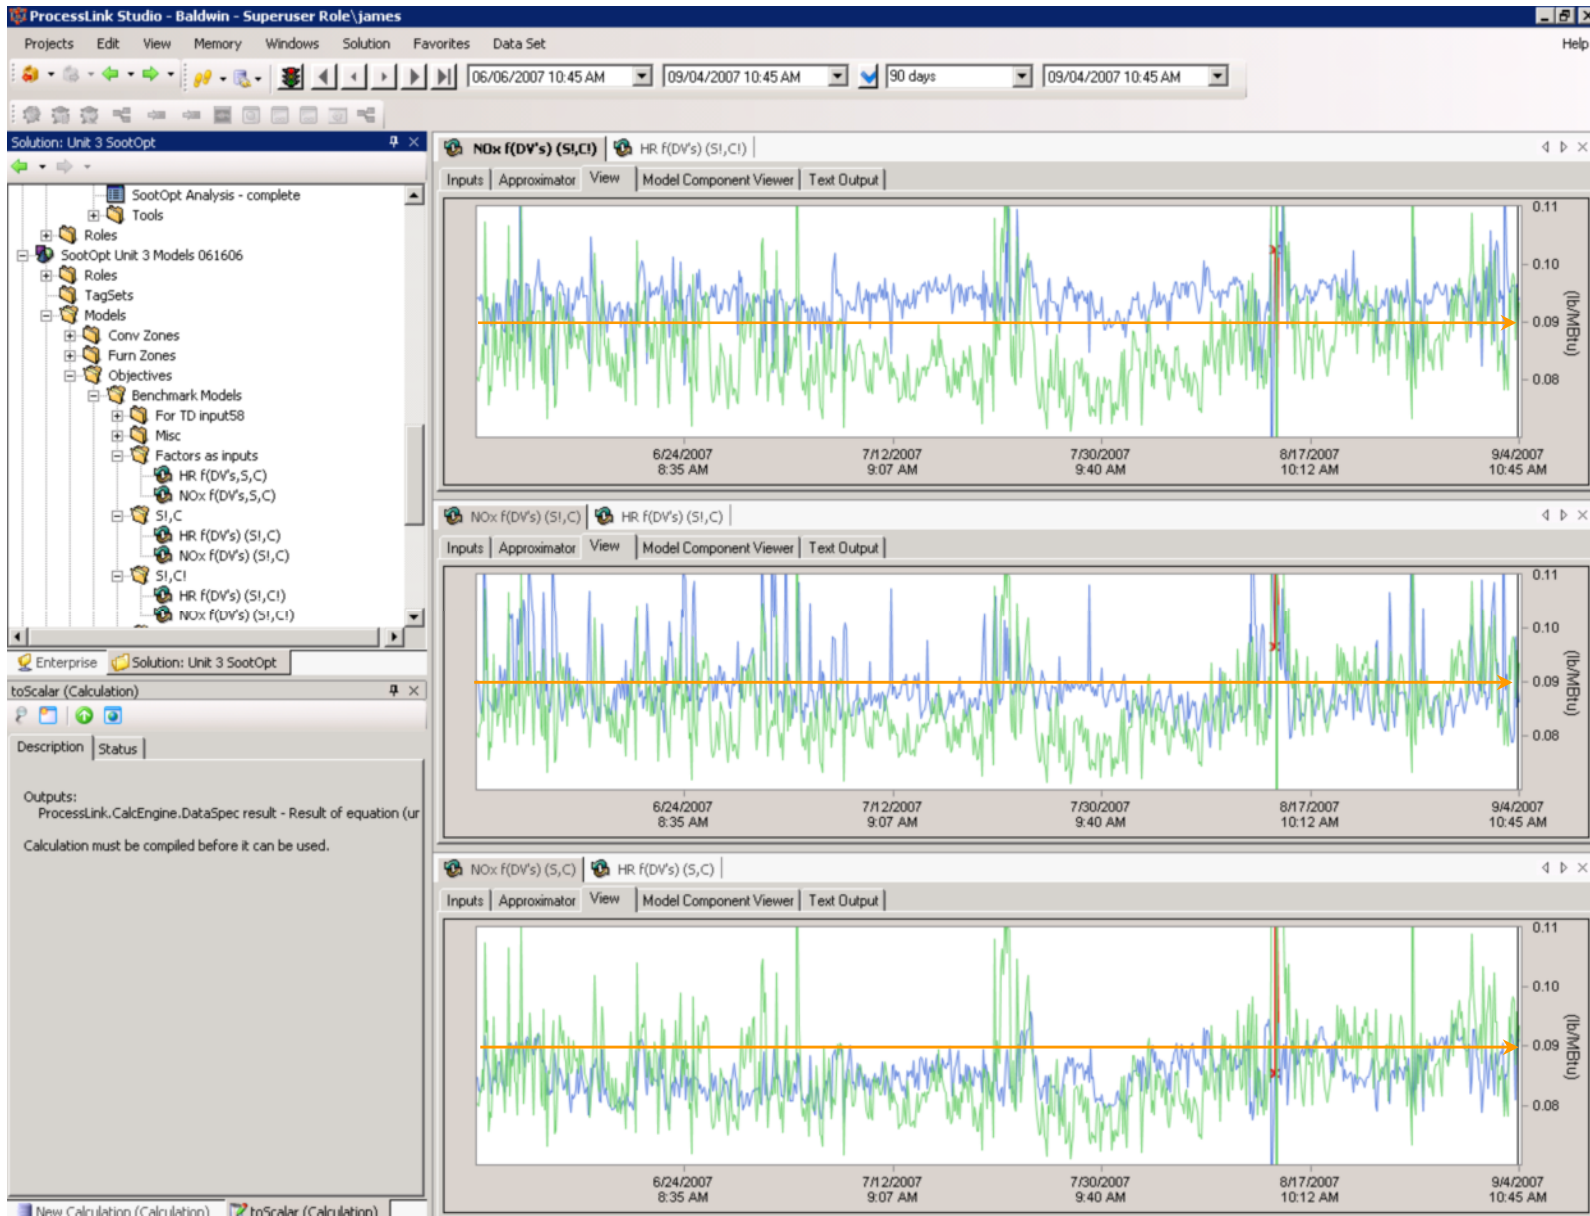 ProcessLink Studio - Baldwin - Superuser Role\james
Projects Edit View Memory Windows Solution Favorites Data Set Help
06/06/2007 10:45 AM 09/04/2007 10:45 AM 90 days 09/04/2007 10:45 AM
Solution: Unit 3 SootOpt
SootOpt Analysis - complete
Tools
Roles
SootOpt Unit 3 Models 061606
Roles
TagSets
Models
Conv Zones
Furn Zones
Objectives
Benchmark Models
For TD input58
Misc
Factors as inputs
HR f(DV's,S,C)
NOx f(DV's,S,C)
S!,C
HR f(DV's) (S!,C)
NOx f(DV's) (S!,C)
S!,C!
HR f(DV's) (S!,C!)
NOx f(DV's) (S!,C!)
Enterprise Solution: Unit 3 SootOpt
toScalar (Calculation)
Description Status
Outputs:
ProcessLink.CalcEngine.DataSpec result - Result of equation (ur
Calculation must be compiled before it can be used.
New Calculation (Calculation) toScalar (Calculation)
NOx f(DV's) (S!,C!) HR f(DV's) (S!,C!)
Inputs Approximator View Model Component Viewer Text Output
0.11
0.10
0.09
0.08
(lb/MBtu)
6/24/2007 7/12/2007 7/30/2007 8/17/2007 9/4/2007
8:35 AM 9:07 AM 9:40 AM 10:12 AM 10:45 AM
NOx f(DV's) (S!,C) HR f(DV's) (S!,C)
Inputs Approximator View Model Component Viewer Text Output
0.11
0.10
0.09
0.08
(lb/MBtu)
6/24/2007 7/12/2007 7/30/2007 8/17/2007 9/4/2007
8:35 AM 9:07 AM 9:40 AM 10:12 AM 10:45 AM
NOx f(DV's) (S,C) HR f(DV's) (S,C)
Inputs Approximator View Model Component Viewer Text Output
0.11
0.10
0.09
0.08
(lb/MBtu)
6/24/2007 7/12/2007 7/30/2007 8/17/2007 9/4/2007
8:35 AM 9:07 AM 9:40 AM 10:12 AM 10:45 AM